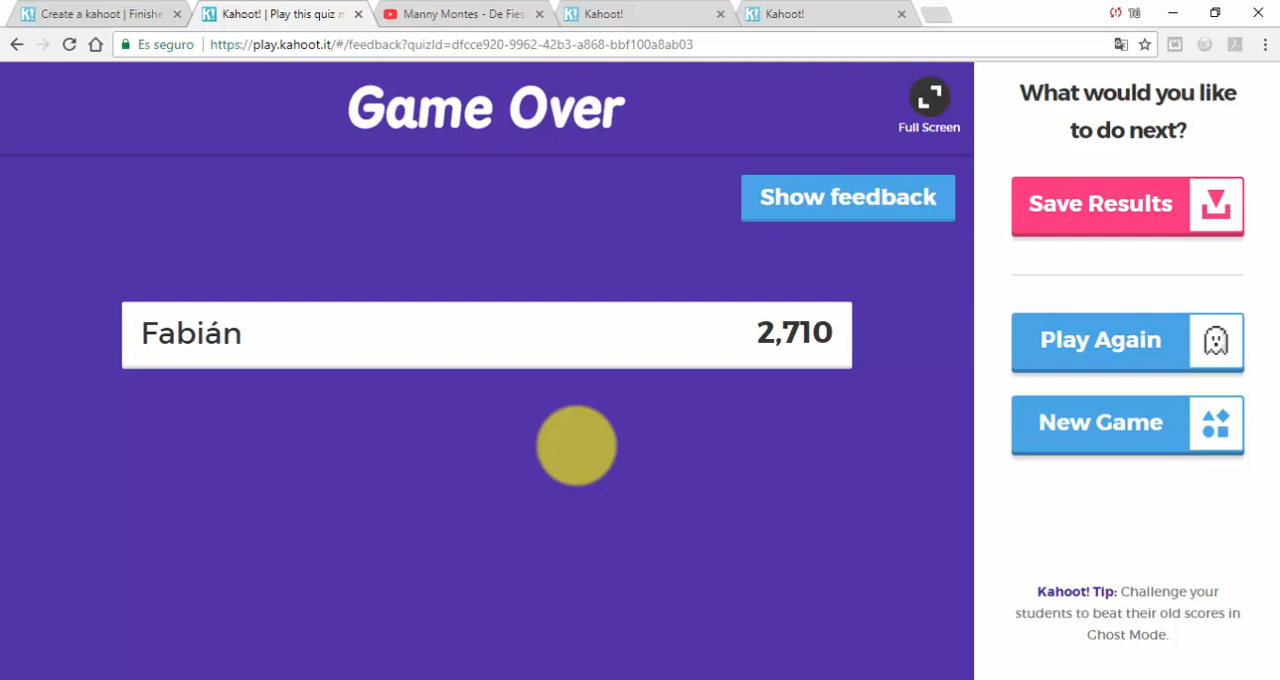 Create a kahoot | Finishe
Kahoot! | Play this quiz n
Manny Montes - De Fies
Kahoot!
Kahoot!
Es seguro
https://play.kahoot.it/#/feedback?quizId=dfcce920-9962-42b3-a868-bbf100a8ab03
Game Over
Full Screen
Show feedback
Fabián
2,710
What would you like
to do next?
Save Results
Play Again
New Game
Kahoot! Tip: Challenge your
students to beat their old scores in
Ghost Mode.